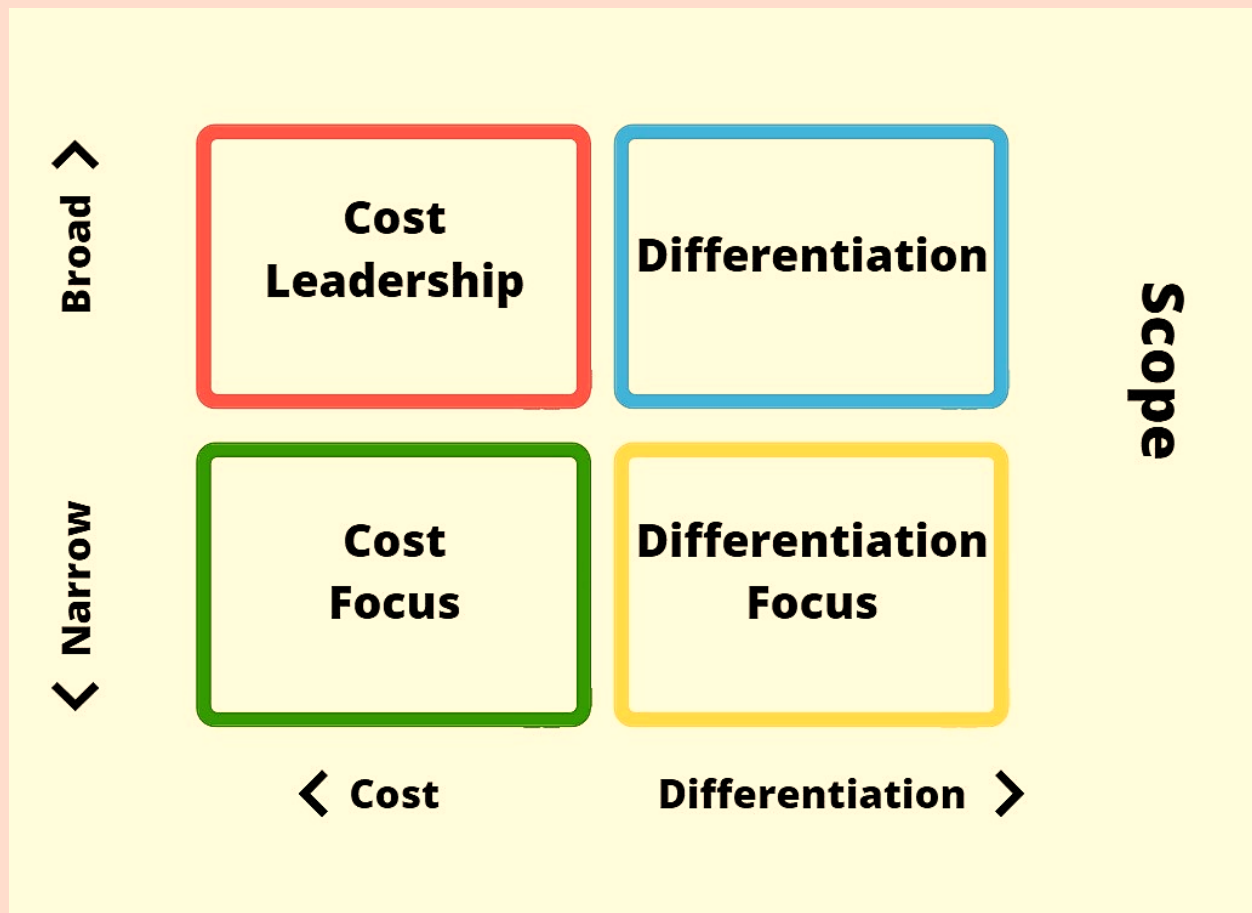 Broad
Cost
Leadership
Differentiation
Scope
Narrow
Cost
Focus
Differentiation
Focus
Cost
Differentiation